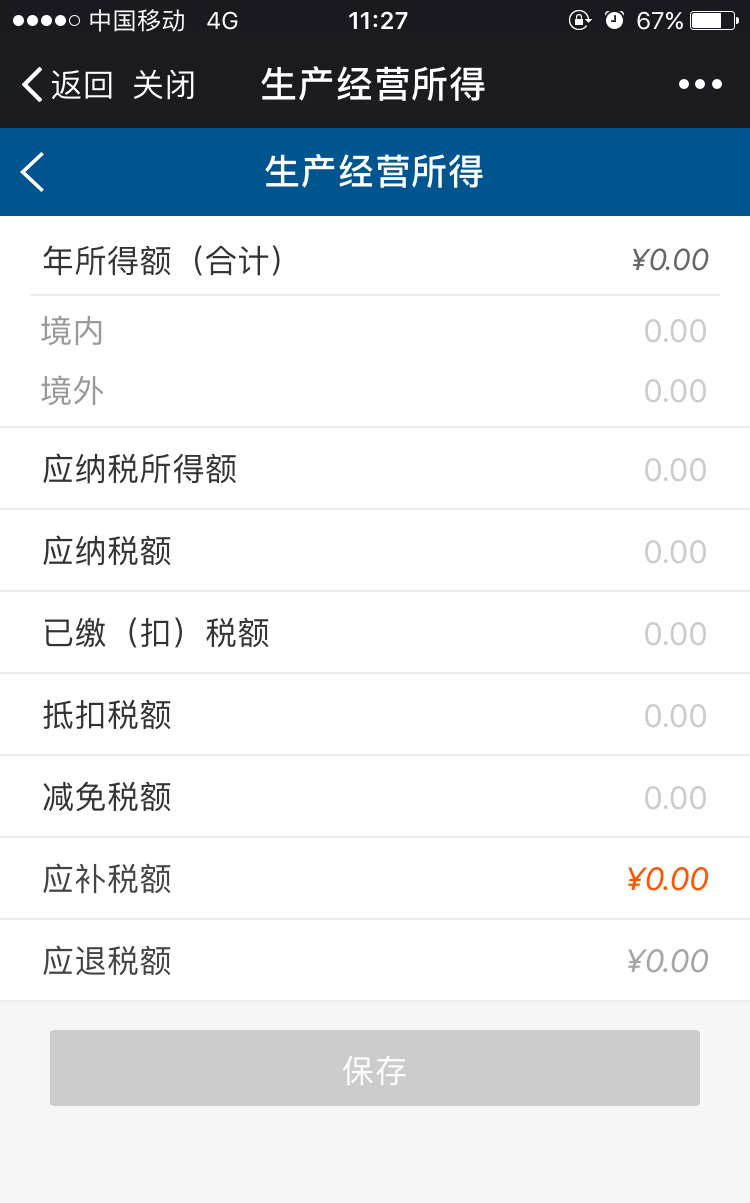 中国移动 4G 11:27 67%
返回 关闭 生产经营所得
生产经营所得
年所得额（合计） ¥0.00
境内 0.00
境外 0.00
应纳税所得额 0.00
应纳税额 0.00
已缴（扣）税额 0.00
抵扣税额 0.00
减免税额 0.00
应补税额 ¥0.00
应退税额 ¥0.00
保存